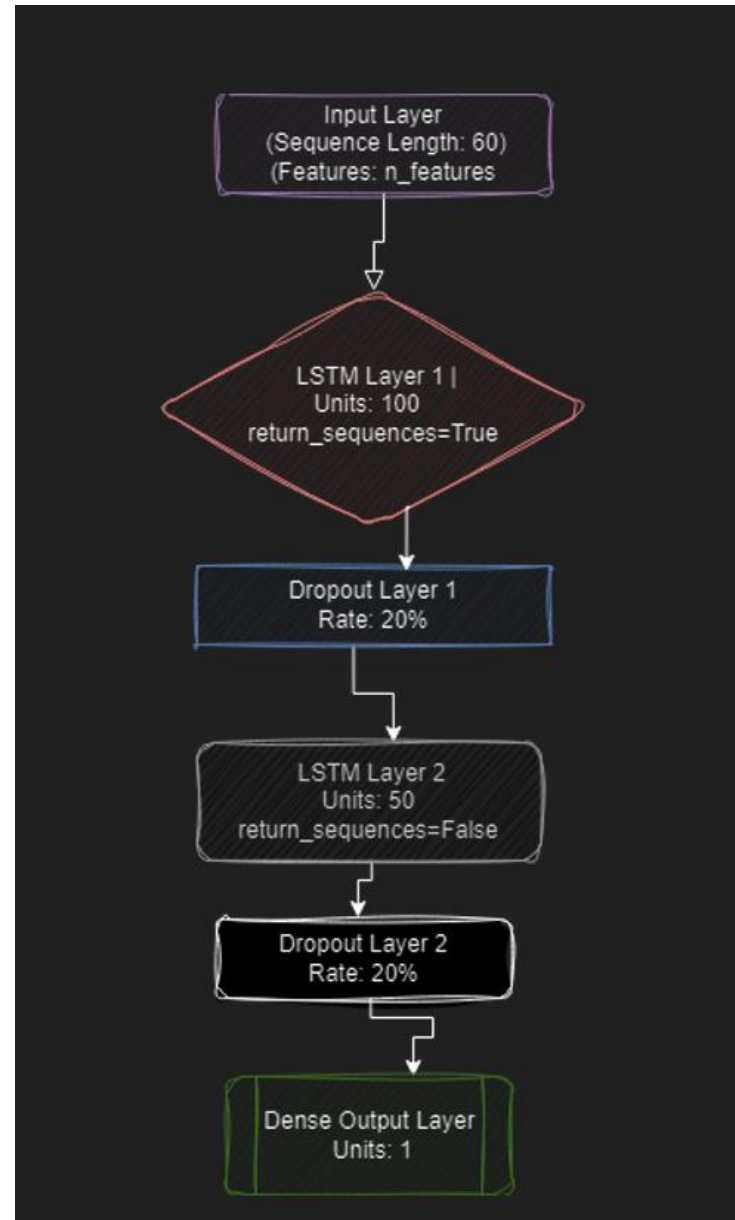 Input Layer
(Sequence Length: 60)
(Features: n_features
LSTM Layer 1 |
Units: 100
return_sequences=True
Dropout Layer 1
Rate: 20%
LSTM Layer 2
Units: 50
return_sequences=False
Dropout Layer 2
Rate: 20%
Dense Output Layer
Units: 1